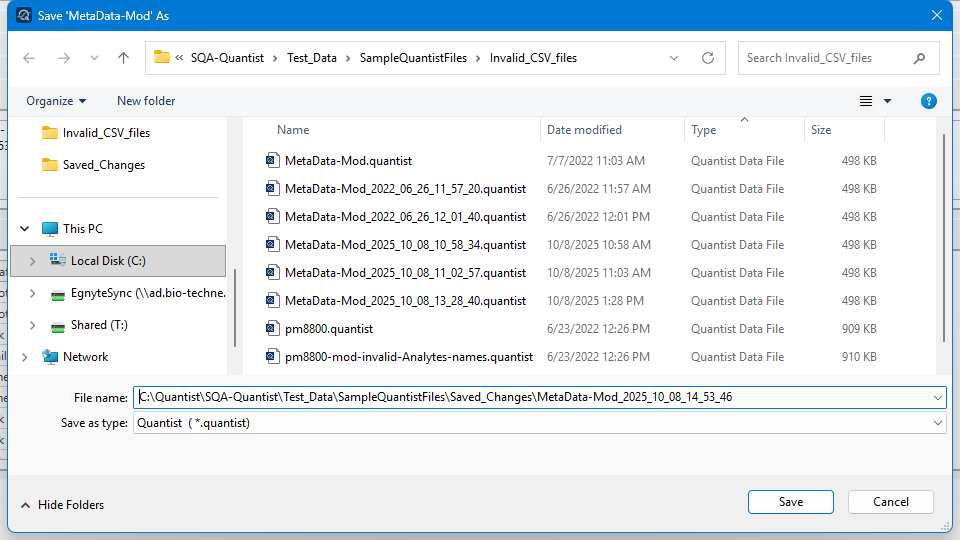 Save 'MetaData-Mod' As
« SQA-Quantist › Test_Data › SampleQuantistFiles › Invalid_CSV_files
Search Invalid_CSV_files
Organize
New folder
Invalid_CSV_files
Saved_Changes
This PC
Local Disk (C:)
EgnyteSync (\\ad.bio-techne.
Shared (T:)
Network
Name Date modified Type Size
MetaData-Mod.quantist 7/7/2022 11:03 AM Quantist Data File 498 KB
MetaData-Mod_2022_06_26_11_57_20.quantist 6/26/2022 11:57 AM Quantist Data File 498 KB
MetaData-Mod_2022_06_26_12_01_40.quantist 6/26/2022 12:01 PM Quantist Data File 498 KB
MetaData-Mod_2025_10_08_10_58_34.quantist 10/8/2025 10:58 AM Quantist Data File 498 KB
MetaData-Mod_2025_10_08_11_02_57.quantist 10/8/2025 11:03 AM Quantist Data File 498 KB
MetaData-Mod_2025_10_08_13_28_40.quantist 10/8/2025 1:28 PM Quantist Data File 498 KB
pm8800.quantist 6/23/2022 12:26 PM Quantist Data File 909 KB
pm8800-mod-invalid-Analytes-names.quantist 6/23/2022 12:26 PM Quantist Data File 910 KB
File name: C:\Quantist\SQA-Quantist\Test_Data\SampleQuantistFiles\Saved_Changes\MetaData-Mod_2025_10_08_14_53_46
Save as type: Quantist ( *.quantist)
Hide Folders
Save
Cancel